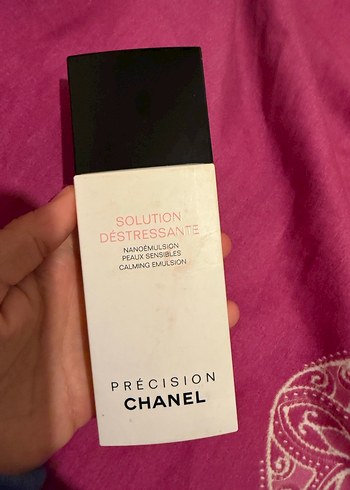 SOLUTION
DÉSTRESSANTE
NANOÉMULSION
PEAUX SENSIBLES
CALMING EMULSION
PRÉCISION
CHANEL